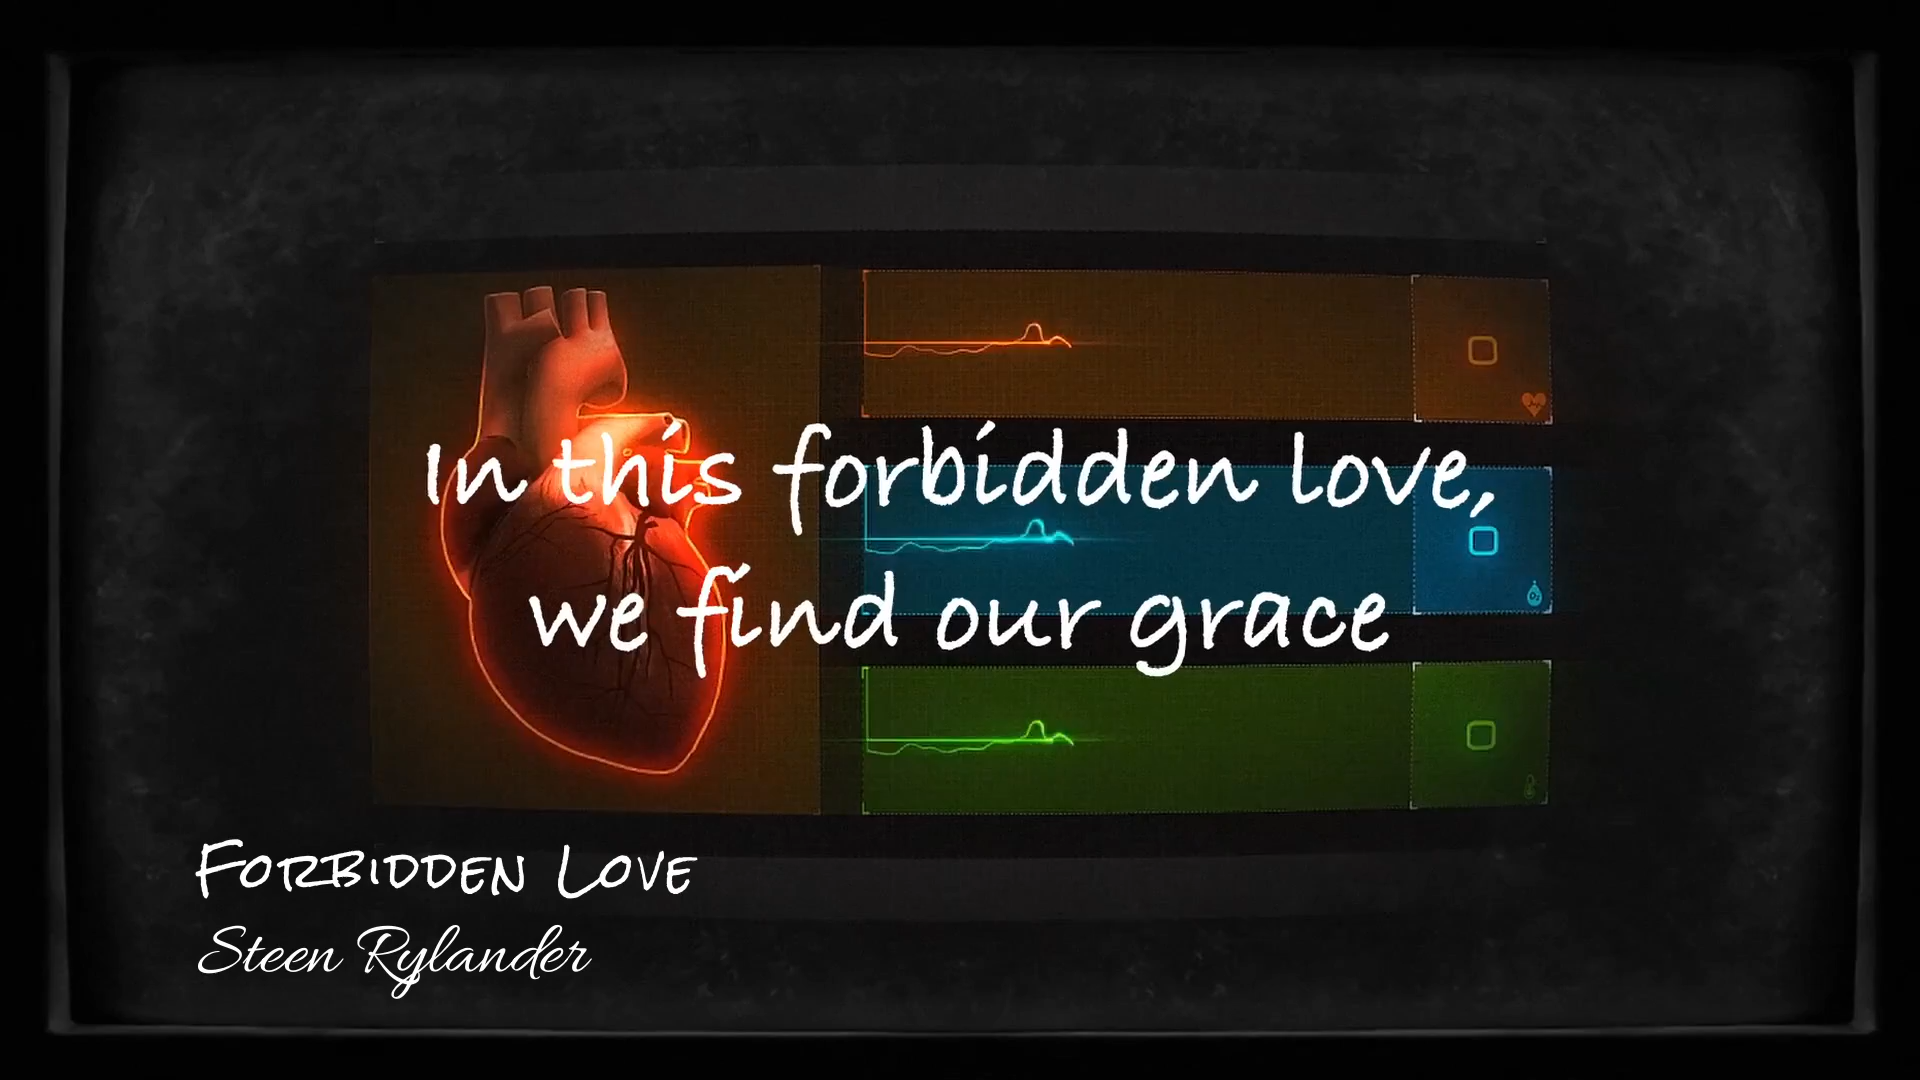 In this forbidden love,
we find our grace
Forbidden Love
Steen Rylander